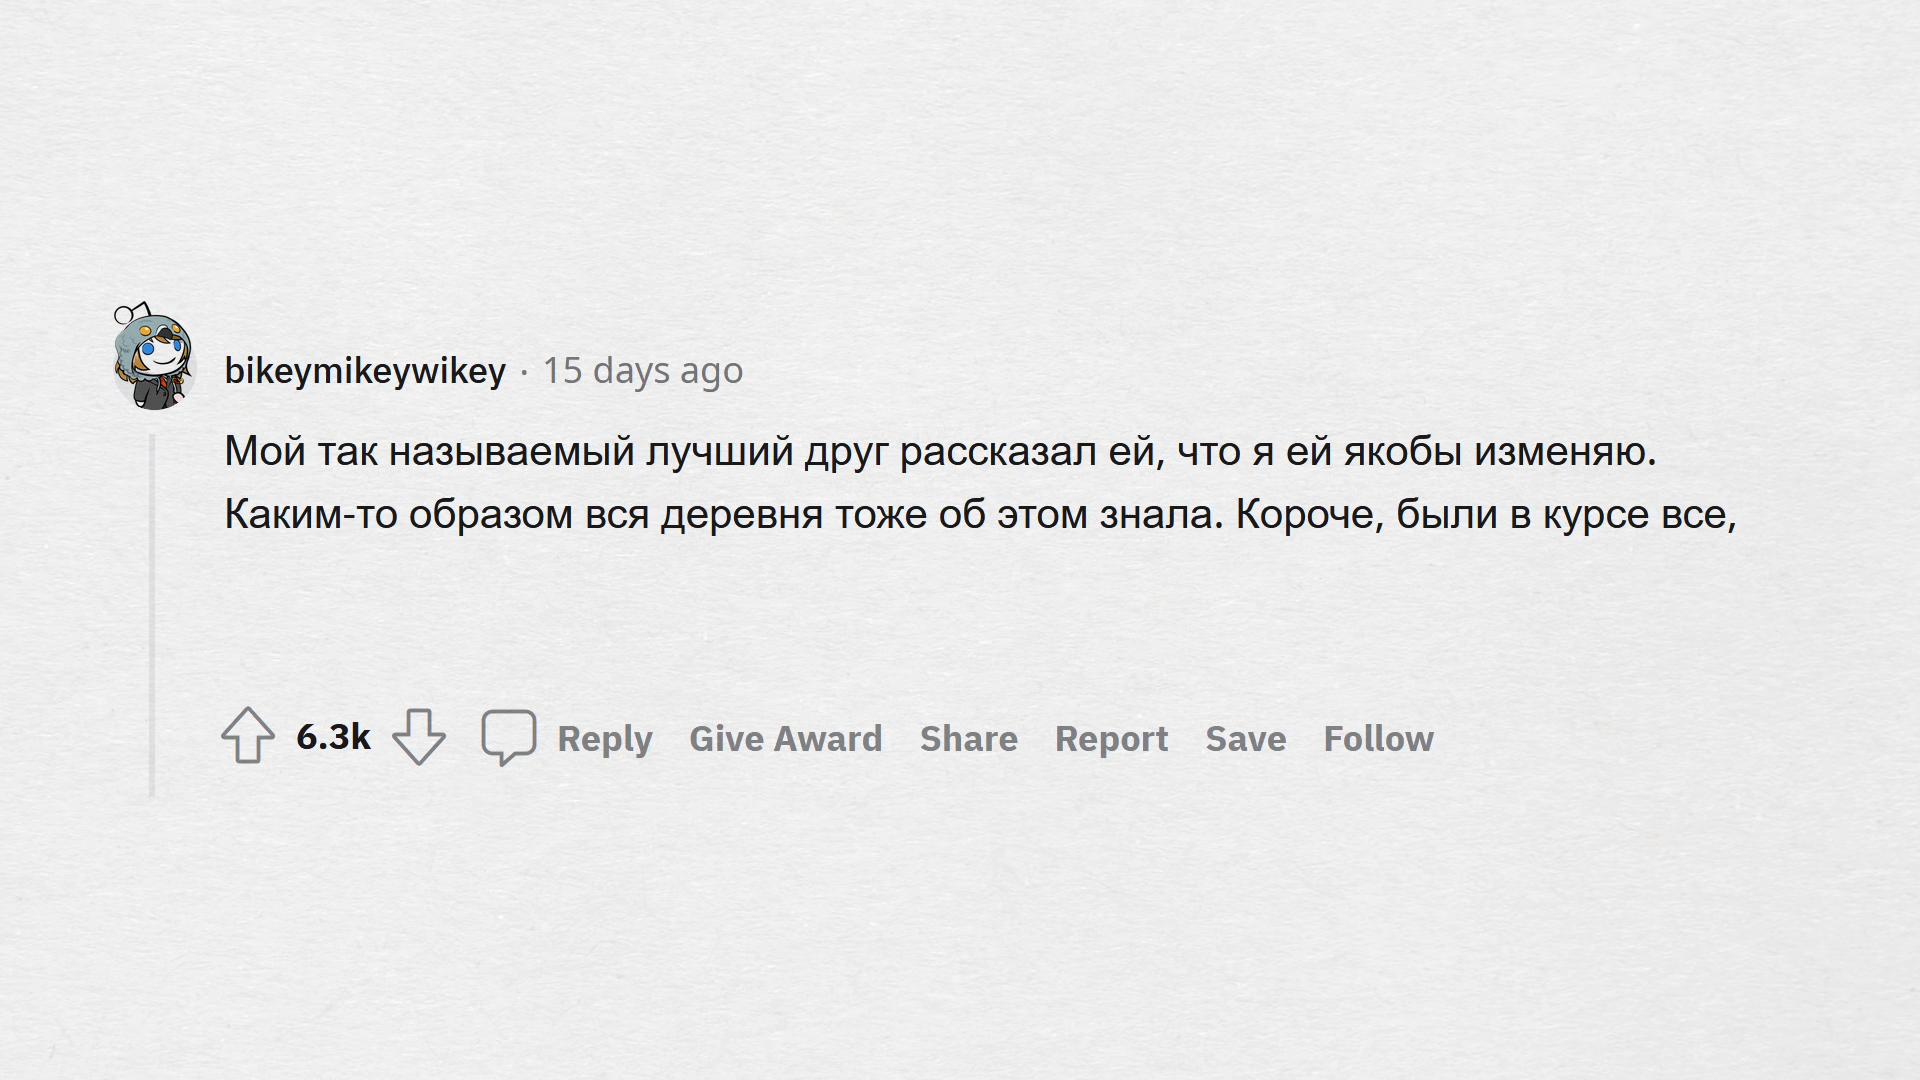 bikeymikeywikey · 15 days ago
Мой так называемый лучший друг рассказал ей, что я ей якобы изменяю.
Каким-то образом вся деревня тоже об этом знала. Короче, были в курсе все,
6.3k Reply Give Award Share Report Save Follow